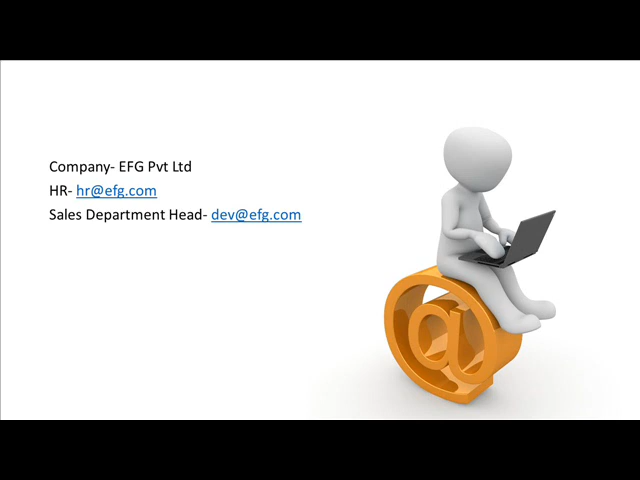 Company- EFG Pvt Ltd
HR- hr@efg.com
Sales Department Head- dev@efg.com
@